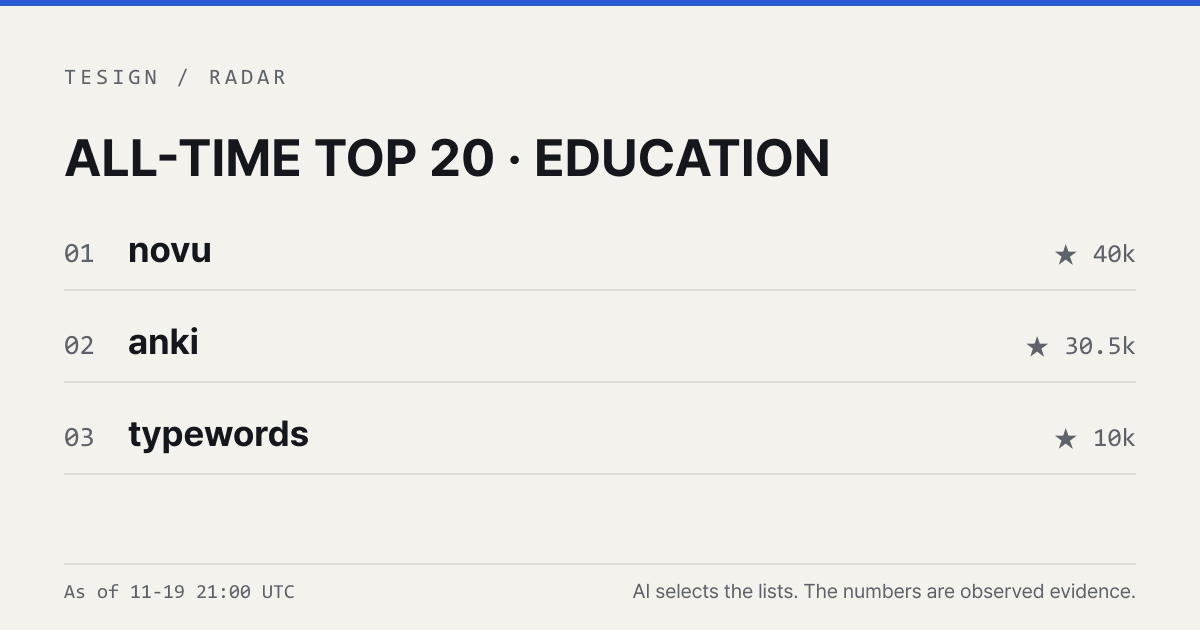 TESIGN / RADAR
ALL-TIME TOP 20 · EDUCATION
01 novu ★ 40k
02 anki ★ 30.5k
03 typewords ★ 10k
As of 11-19 21:00 UTC
AI selects the lists. The numbers are observed evidence.